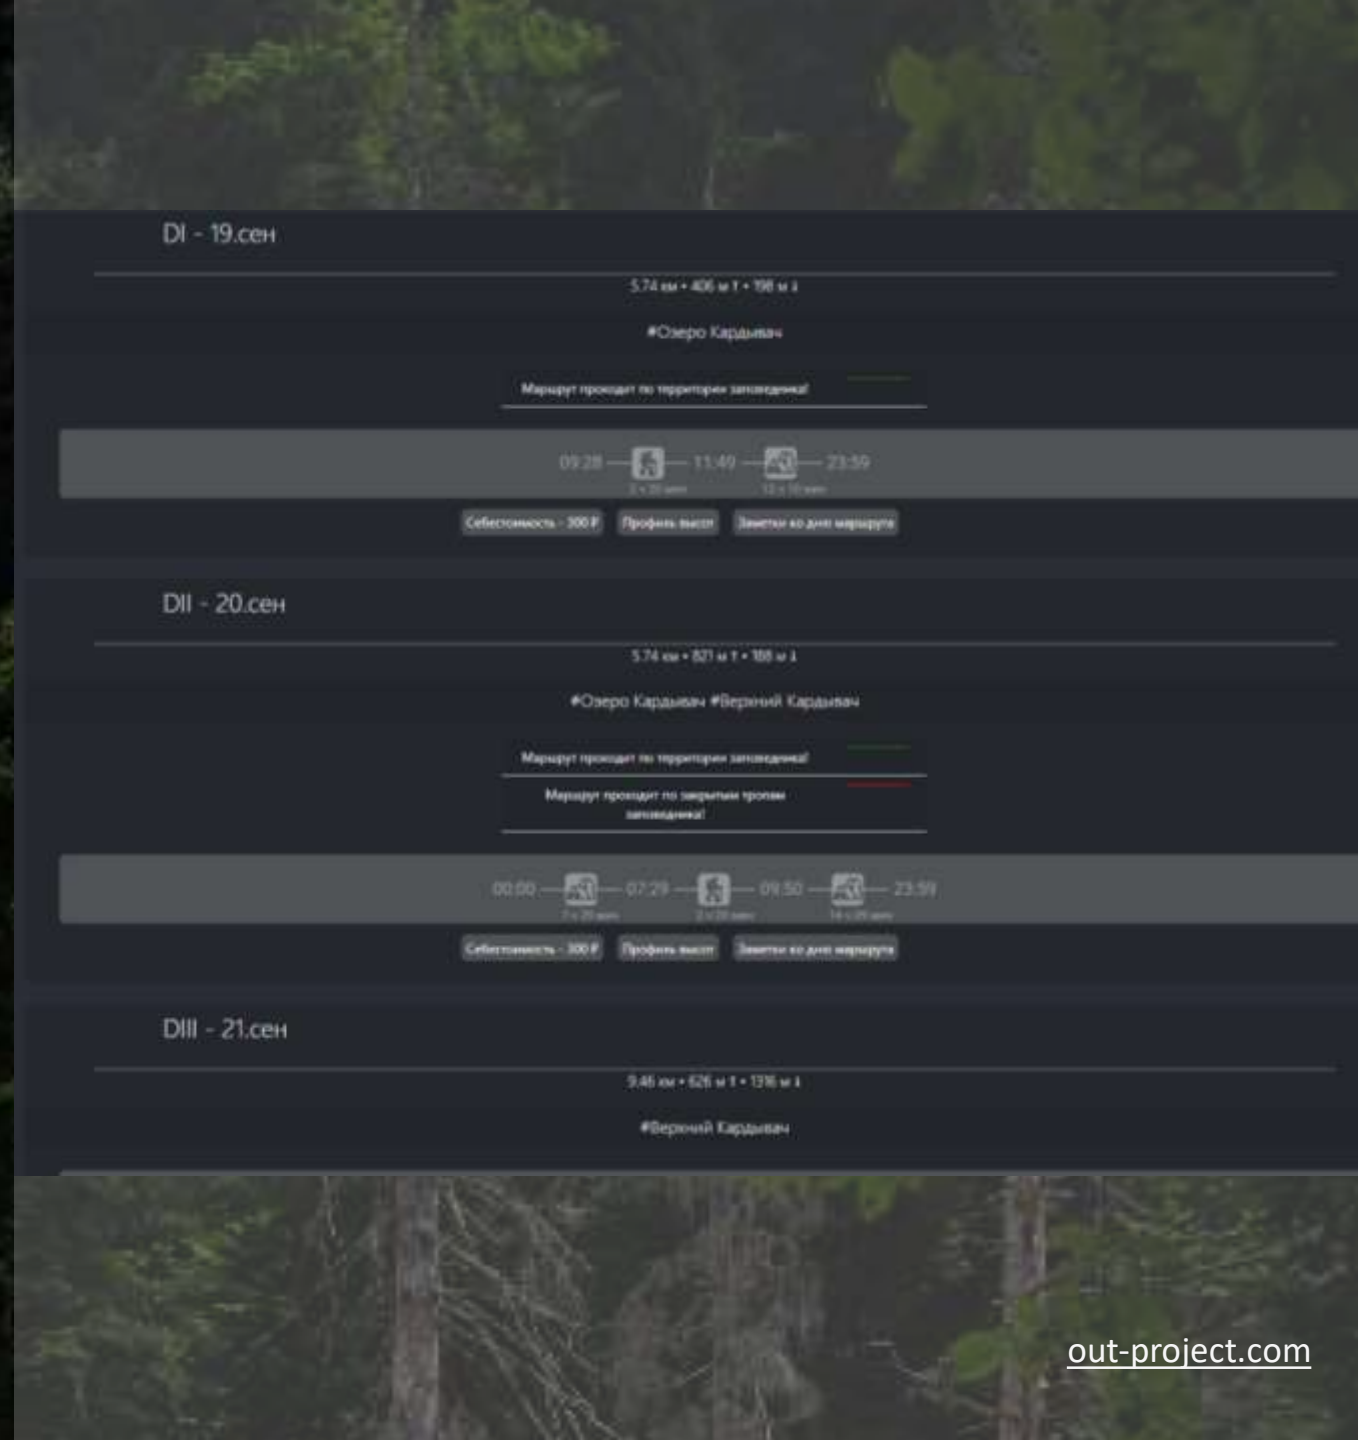 DI - 19.сен
5.74 км • 406 м ↑ • 198 м ↓
#Озеро Кардывач
Маршрут проходит по территории заповедника!
09:28 11:49 23:59
Себестоимость - 300 ₽ Профиль высот Заметки ко дню маршрута
DII - 20.сен
5.74 км • 821 м ↑ • 188 м ↓
#Озеро Кардывач #Верхний Кардывач
Маршрут проходит по территории заповедника!
Маршрут проходит по закрытым тропам
заповедника!
00:00 07:29 09:50 23:59
Себестоимость - 300 ₽ Профиль высот Заметки ко дню маршрута
DIII - 21.сен
9.46 км • 626 м ↑ • 1316 м ↓
#Верхний Кардывач
out-project.com